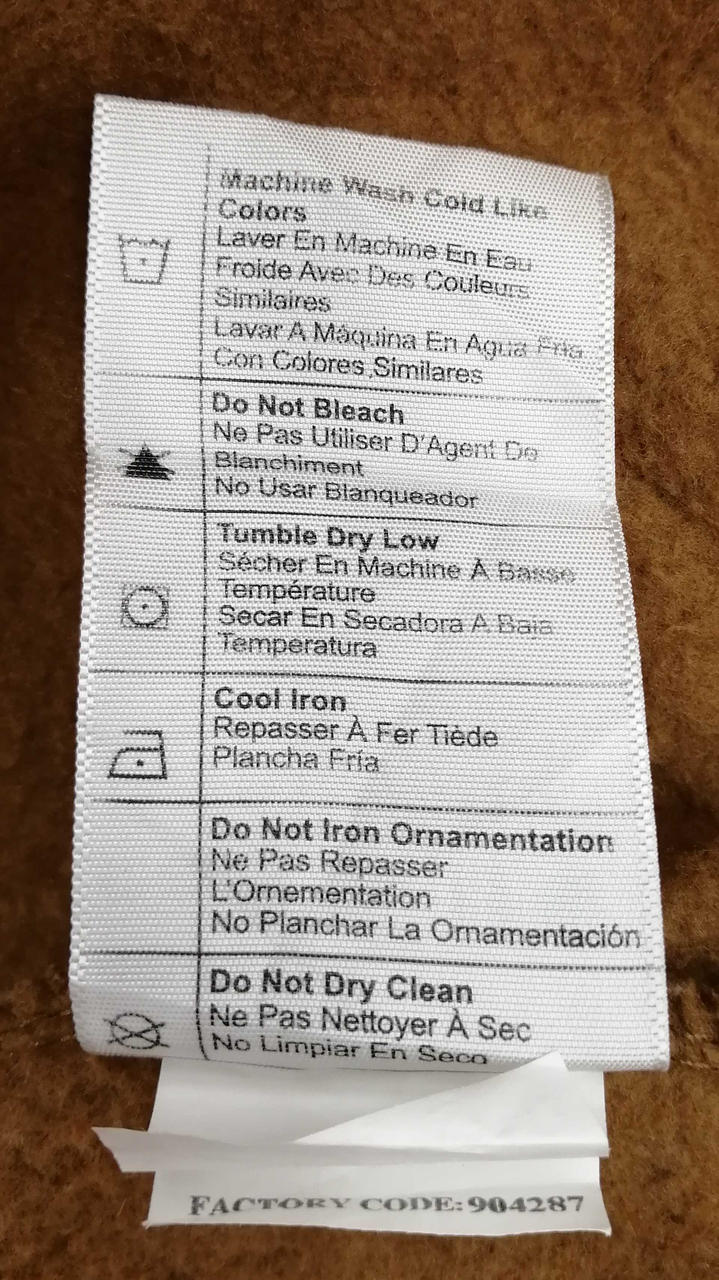 Machine Wash Cold Like
Colors
Laver En Machine En Eau
Froide Avec Des Couleurs
Similaires
Lavar A Máquina En Agua Fria
Con Colores Similares
Do Not Bleach
Ne Pas Utiliser D'Agent De
Blanchiment
No Usar Blanqueador
Tumble Dry Low
Sécher En Machine À Basse
Température
Secar En Secadora A Baja
Temperatura
Cool Iron
Repasser À Fer Tiède
Plancha Fría
Do Not Iron Ornamentation
Ne Pas Repasser
L'Ornementation
No Planchar La Ornamentación
Do Not Dry Clean
Ne Pas Nettoyer À Sec
No Limpiar En Seco
FACTORY CODE: 904287